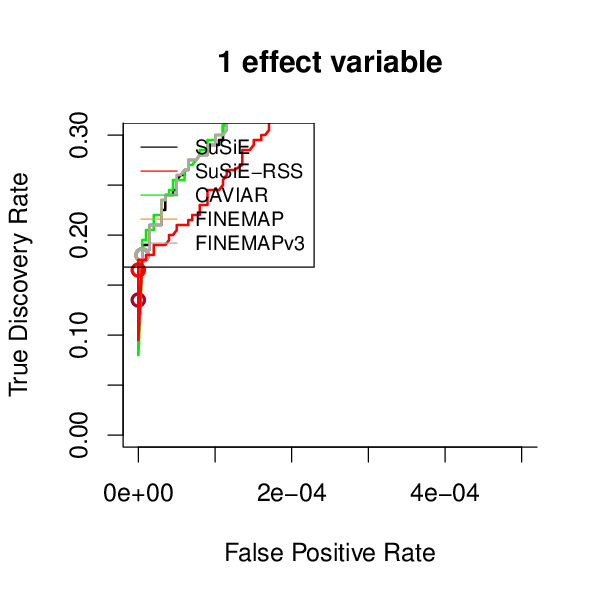 1 effect variable
True Discovery Rate
0.30
0.20
0.10
0.00
SuSiE
SuSiE−RSS
CAVIAR
FINEMAP
FINEMAPv3
0e+00
2e−04
4e−04
False Positive Rate